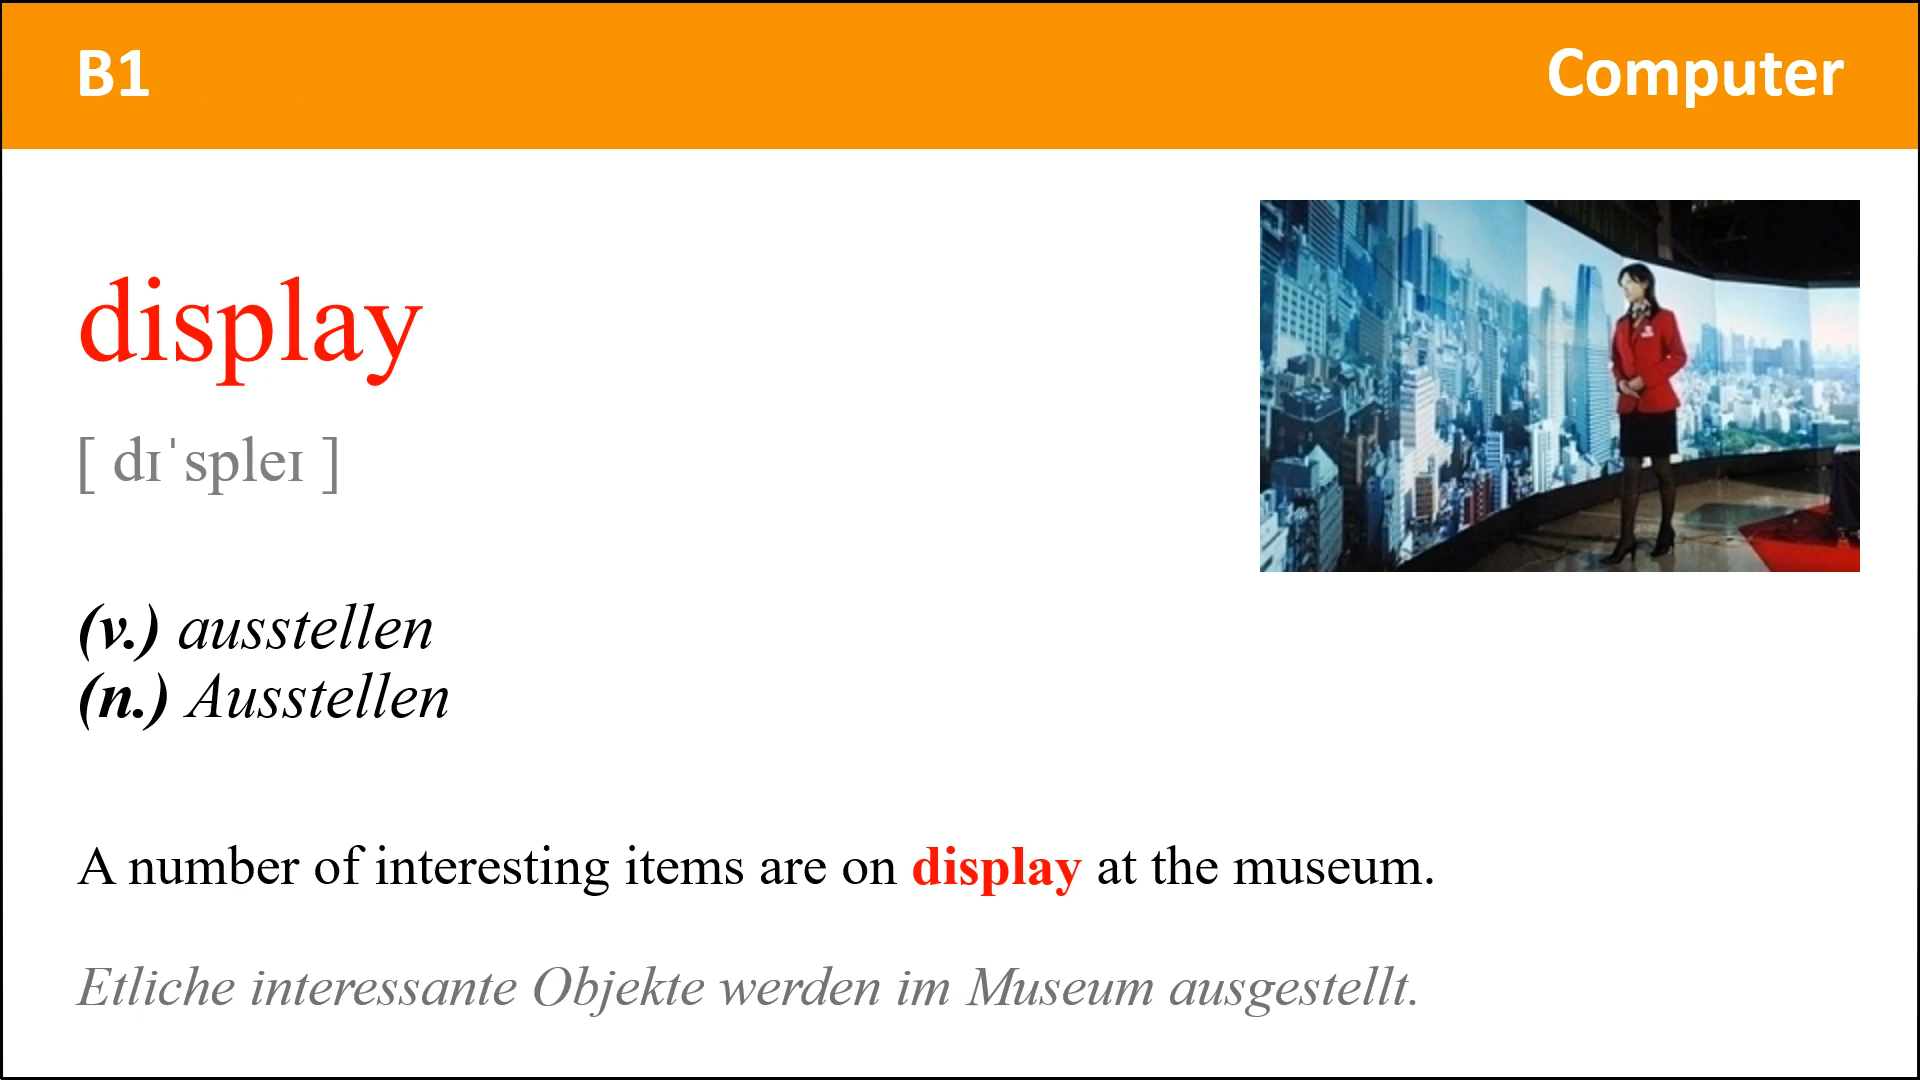 B1
Computer
display
[ dɪˈspleɪ ]
(v.) ausstellen
(n.) Ausstellen
A number of interesting items are on display at the museum.
Etliche interessante Objekte werden im Museum ausgestellt.